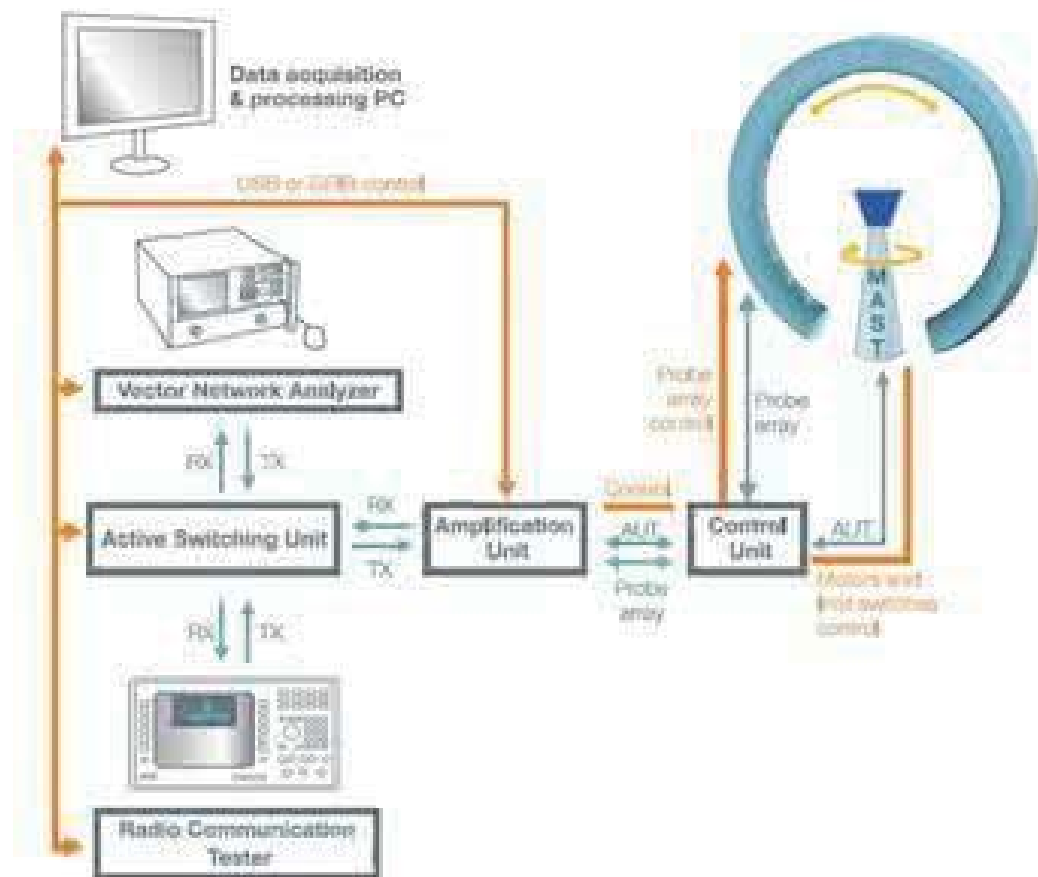 Data acquisition
& processing PC
USB or GPIB control
Vector Network Analyzer
RX
TX
Active Switching Unit
RX
TX
Amplification
Unit
Control
AUT
Probe
array
Control
Unit
Probe
array
control
Probe
array
MAST
AUT
Motors and
switches
control
RX
TX
Radio Communication
Tester